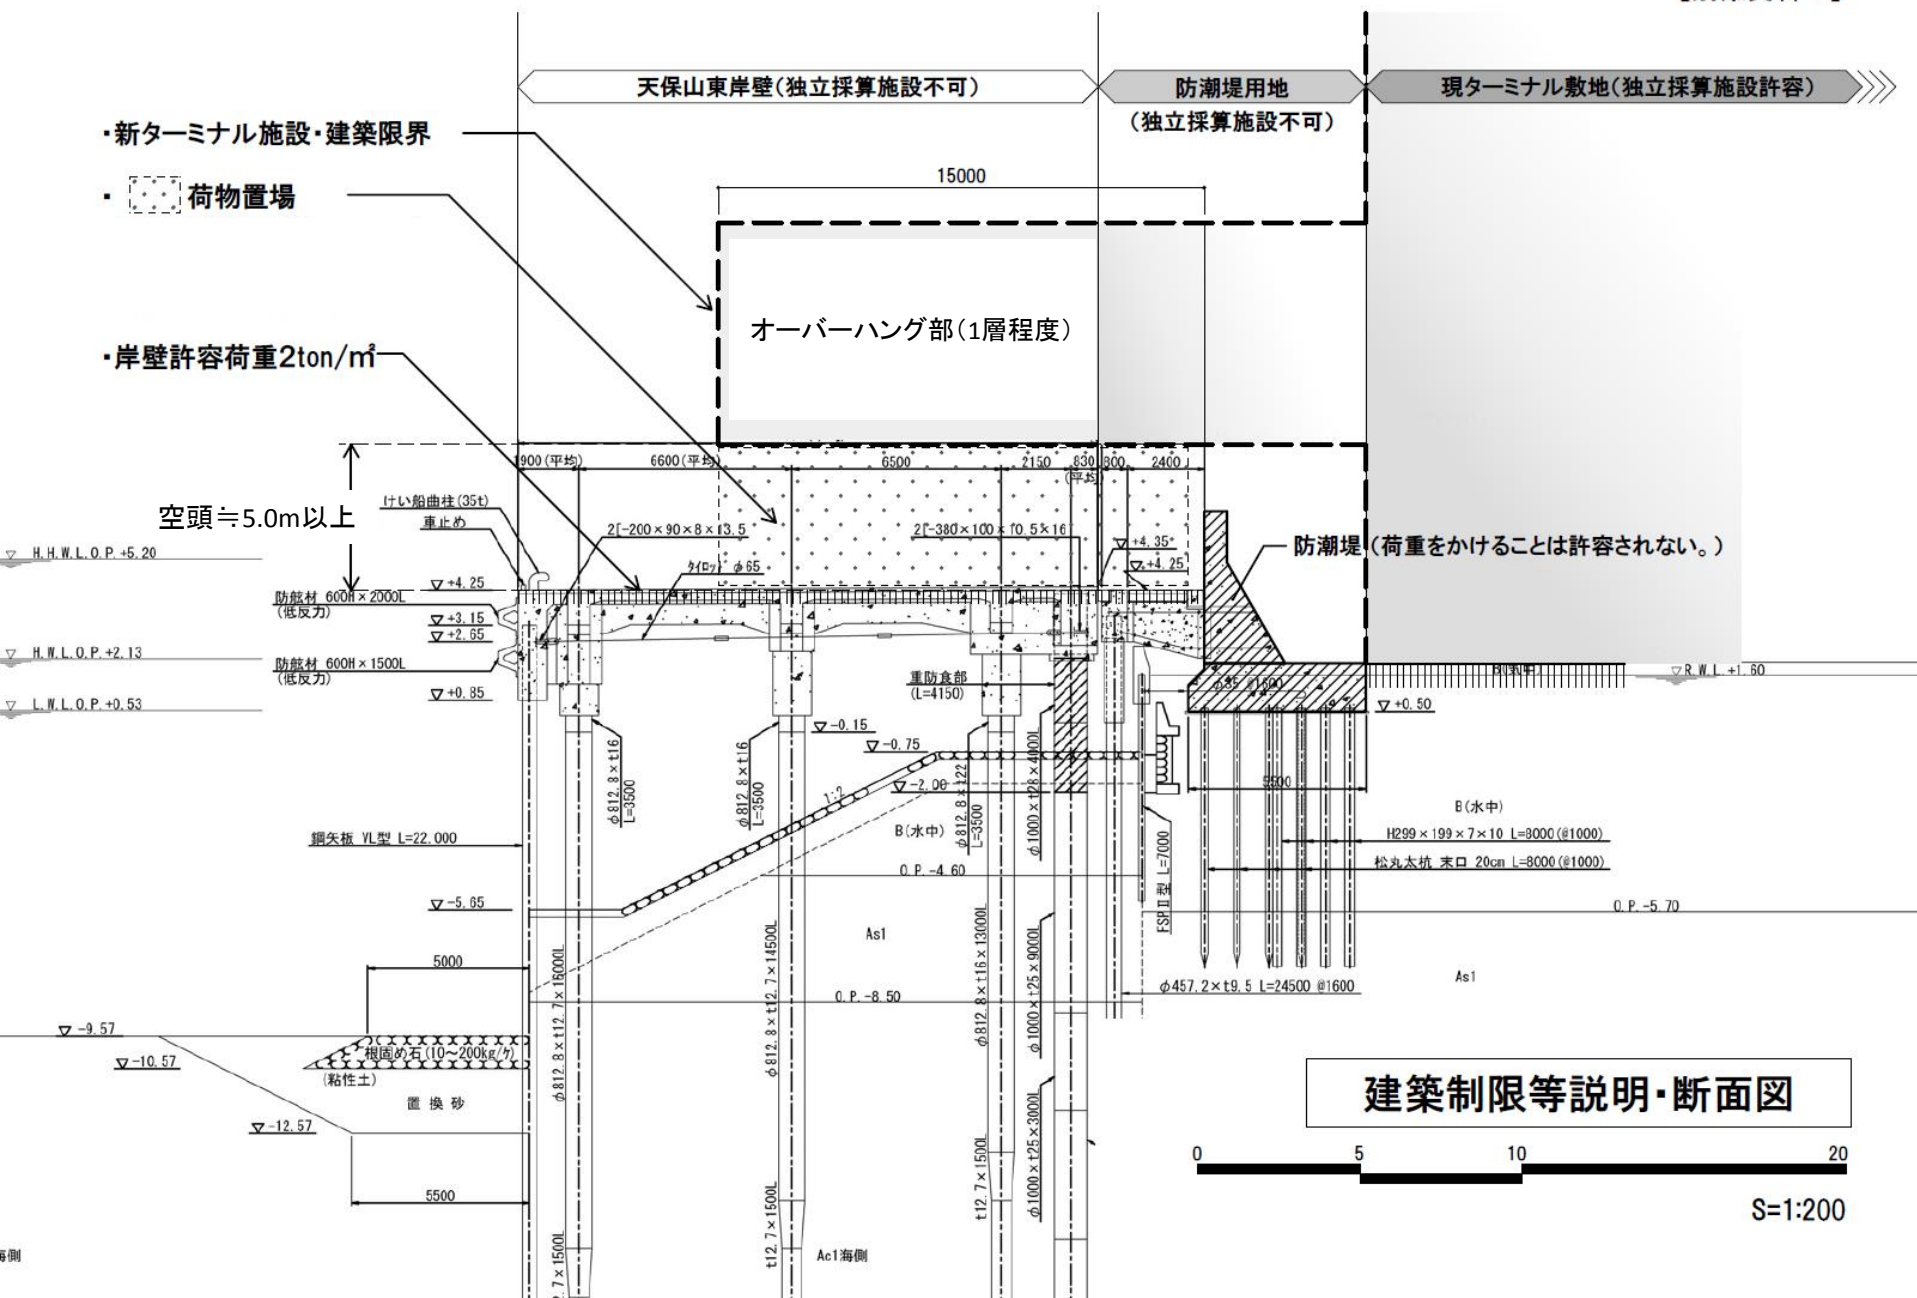 天保山東岸壁(独立採算施設不可)
防潮堤用地
(独立採算施設不可)
現ターミナル敷地(独立採算施設許容)
・新ターミナル施設・建築限界
・荷物置場
15000
オーバーハング部(1層程度)
・岸壁許容荷重2ton/㎡
1900(平均)
6600(平均)
6500
2150
830
(平均)
800
2400
空頭≒5.0m以上
けい船曲柱(35t)
車止め
2[-200×90×8×13.5
2[-380×100×10.5×16
タイロッド φ65
▽+4.35
▽+4.25
防潮堤(荷重をかけることは許容されない。)
▽ H.H.W.L.O.P.+5.20
▽+4.25
防舷材 600H×2000L
(低反力)
▽+3.15
▽+2.65
▽ H.W.L.O.P.+2.13
防舷材 600H×1500L
(低反力)
▽+0.85
▽ L.W.L.O.P.+0.53
重防食部
(L=4150)
φ35 @1600
▽R.W.L.+1.60
▽+0.50
▽-0.15
▽-0.75
▽-2.00
φ812.8×t16
L=3500
φ812.8×t16
L=3500
φ812.8×t22
L=3500
φ1000×t28×4000L
1:2
B(水中)
5500
B(水中)
H299×199×7×10 L=8000(@1000)
松丸太杭 末口 20cm L=8000(@1000)
鋼矢板 VL型 L=22.000
O.P.-4.60
FSPⅡ型 L=7000
▽-5.65
As1
O.P.-5.70
5000
φ812.8×t12.7×16000L
φ812.8×t12.7×14500L
φ812.8×t16×13000L
φ1000×t25×9000L
O.P.-8.50
φ457.2×t9.5 L=24500 @1600
As1
▽-9.57
▽-10.57
根固め石(10~200kg/ケ)
(粘性土)
置換砂
▽-12.57
5500
t12.7×1500L
t12.7×1500L
φ1000×t25×3000L
.7×1500L
海側
Ac1海側
建築制限等説明・断面図
0 5 10 20
S=1:200